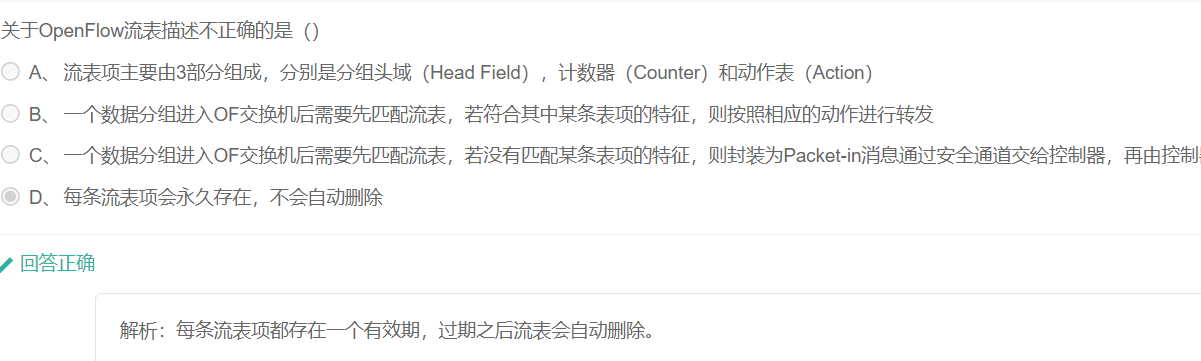 关于OpenFlow流表描述不正确的是（）
A、 流表项主要由3部分组成，分别是分组头域（Head Field），计数器（Counter）和动作表（Action）
B、 一个数据分组进入OF交换机后需要先匹配流表，若符合其中某条表项的特征，则按照相应的动作进行转发
C、 一个数据分组进入OF交换机后需要先匹配流表，若没有匹配某条表项的特征，则封装为Packet-in消息通过安全通道交给控制器，再由控制
D、 每条流表项会永久存在，不会自动删除
回答正确
解析：每条流表项都存在一个有效期，过期之后流表会自动删除。